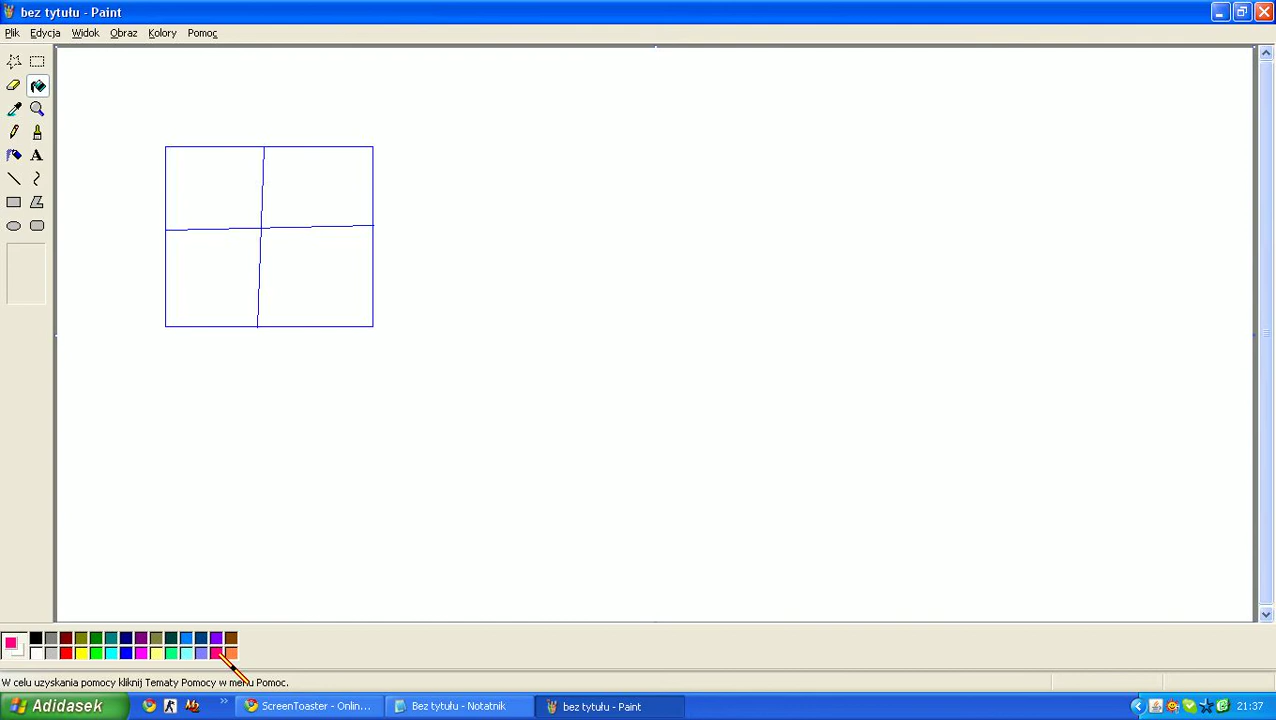 bez tytułu - Paint
Plik Edycja Widok Obraz Kolory Pomoc
A
W celu uzyskania pomocy kliknij Tematy Pomocy w menu Pomoc.
Adidasek
ScreenToaster - Onlin...
Bez tytułu - Notatnik
bez tytułu - Paint
21:37